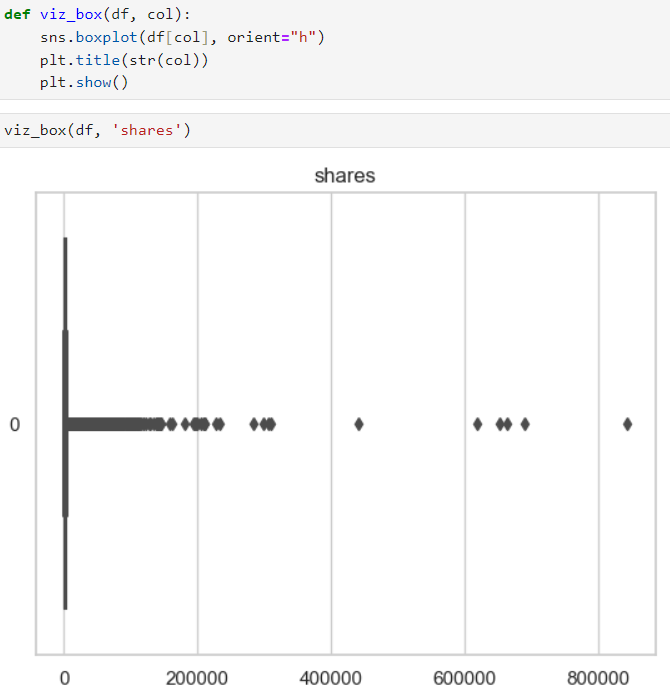 def viz_box(df, col):
    sns.boxplot(df[col], orient="h")
    plt.title(str(col))
    plt.show()
viz_box(df, 'shares')
shares
0
0 200000 400000 600000 800000